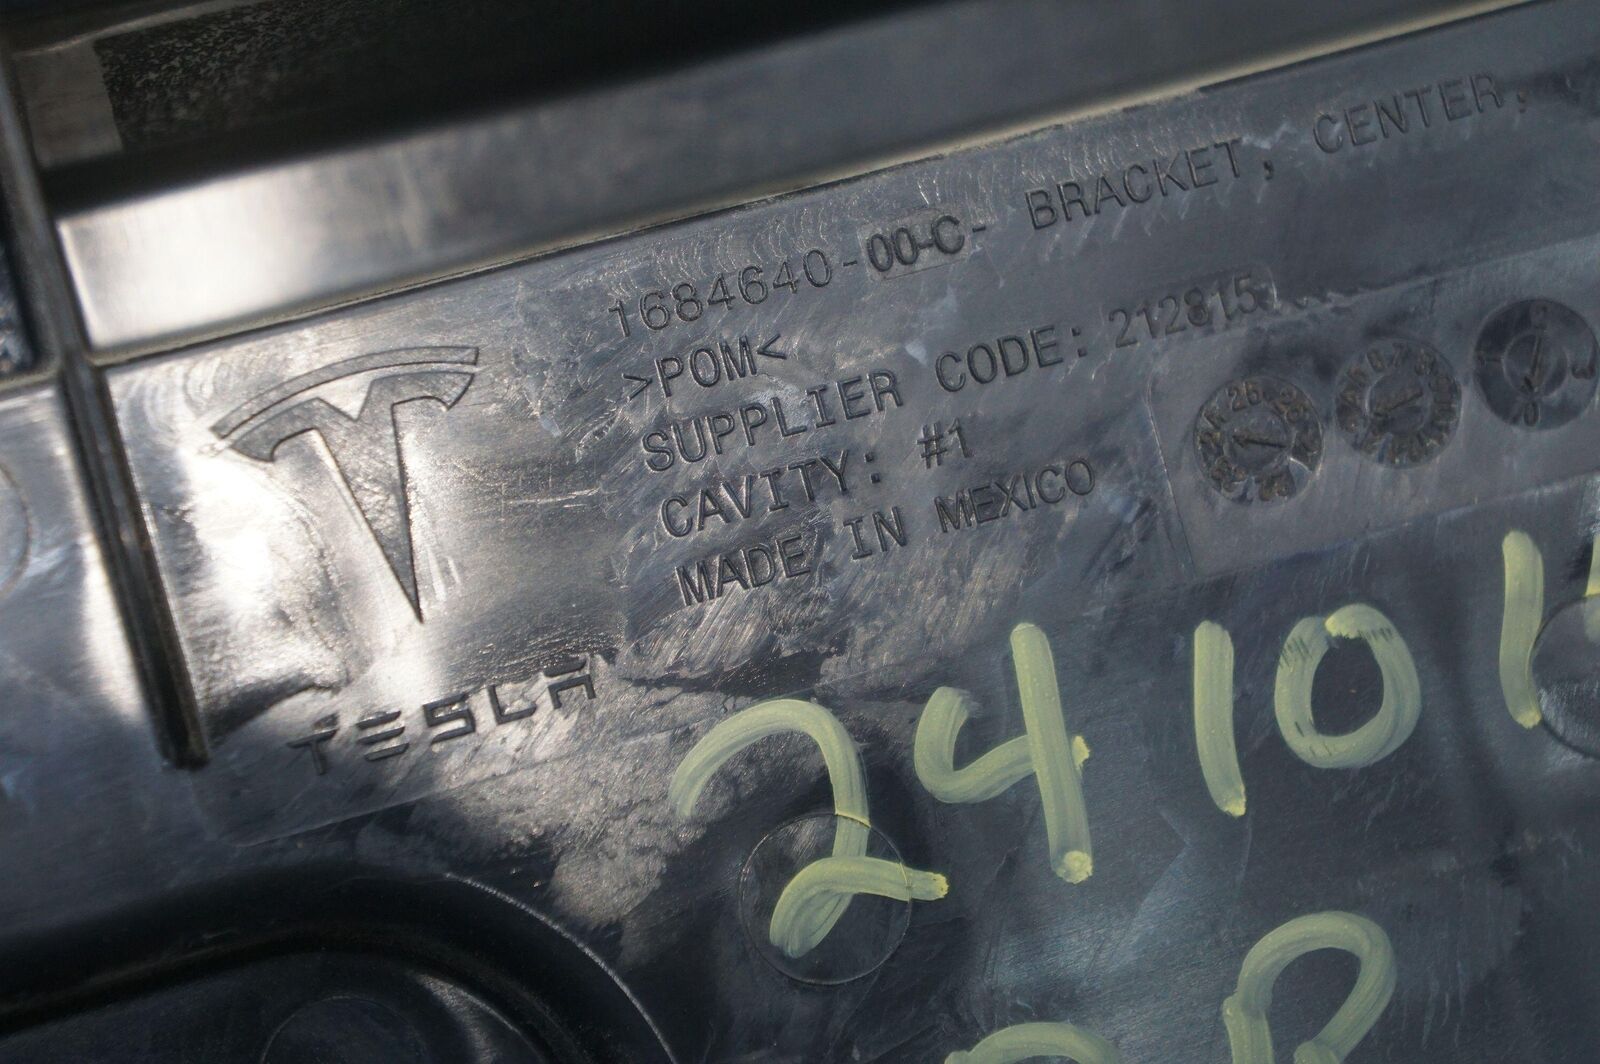 1684640-00-C- BRACKET, CENTER,
>POM<
SUPPLIER CODE: 212815
CAVITY: #1
MADE IN MEXICO
TESLA
2410